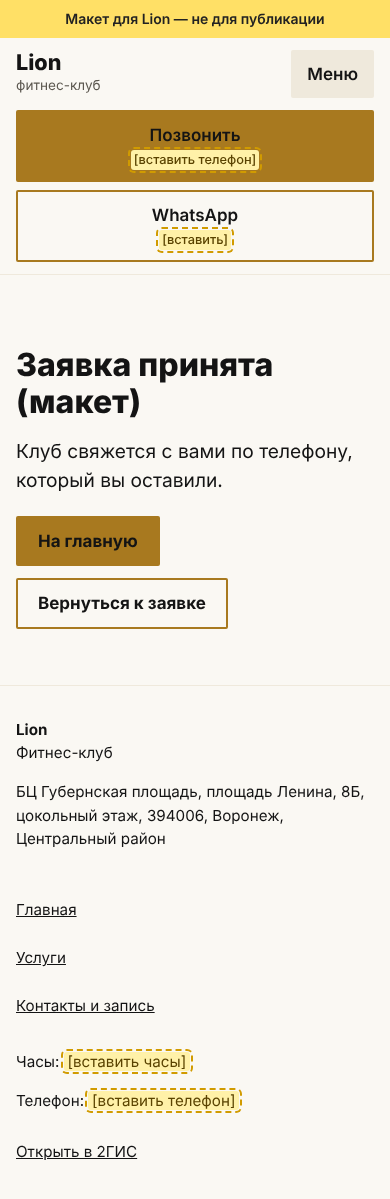 Макет для Lion — не для публикации
Lion
фитнес-клуб
Меню
Позвонить
[вставить телефон]
WhatsApp
[вставить]
Заявка принята
(макет)
Клуб свяжется с вами по телефону,
который вы оставили.
На главную
Вернуться к заявке
Lion
Фитнес-клуб
БЦ Губернская площадь, площадь Ленина, 8Б,
цокольный этаж, 394006, Воронеж,
Центральный район
Главная
Услуги
Контакты и запись
Часы: [вставить часы]
Телефон: [вставить телефон]
Открыть в 2ГИС